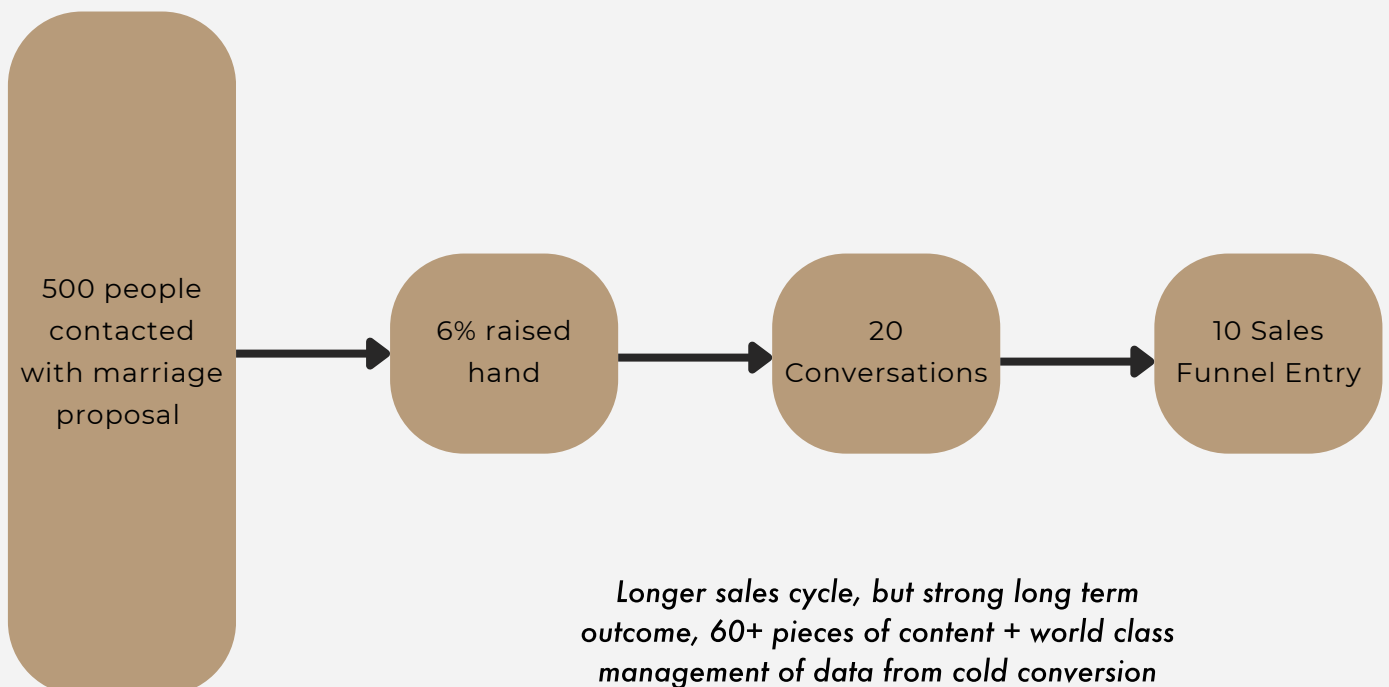 500 people
contacted
with marriage
proposal
6% raised
hand
20
Conversations
10 Sales
Funnel Entry
Longer sales cycle, but strong long term
outcome, 60+ pieces of content + world class
management of data from cold conversion